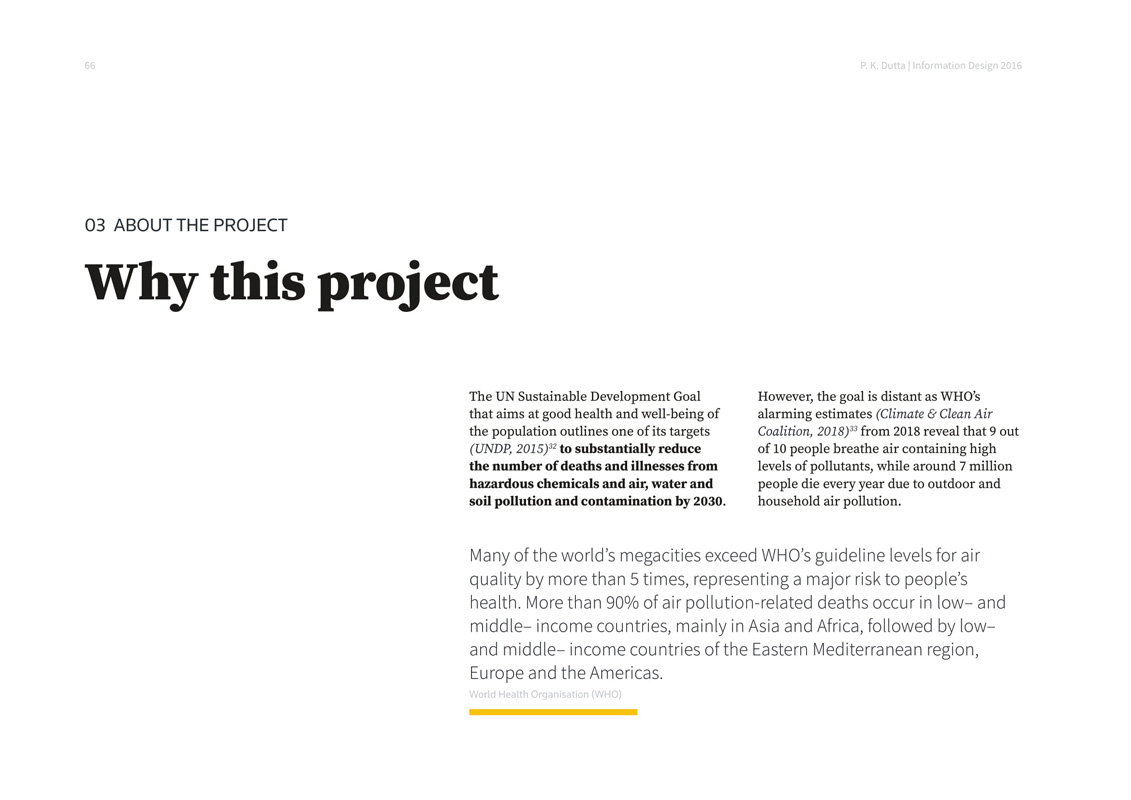 66
P. K. Dutta | Information Design 2016
03 ABOUT THE PROJECT
Why this project
The UN Sustainable Development Goal
that aims at good health and well-being of
the population outlines one of its targets
(UNDP, 2015)32 to substantially reduce
the number of deaths and illnesses from
hazardous chemicals and air, water and
soil pollution and contamination by 2030.
However, the goal is distant as WHO’s
alarming estimates (Climate & Clean Air
Coalition, 2018)33 from 2018 reveal that 9 out
of 10 people breathe air containing high
levels of pollutants, while around 7 million
people die every year due to outdoor and
household air pollution.
Many of the world’s megacities exceed WHO’s guideline levels for air
quality by more than 5 times, representing a major risk to people’s
health. More than 90% of air pollution-related deaths occur in low– and
middle– income countries, mainly in Asia and Africa, followed by low–
and middle– income countries of the Eastern Mediterranean region,
Europe and the Americas.
World Health Organisation (WHO)